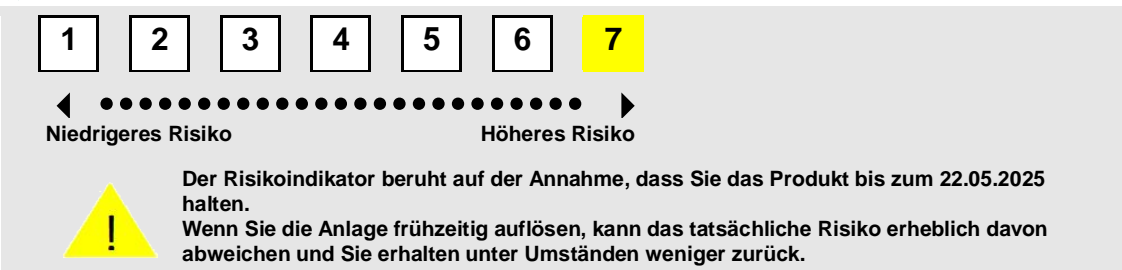 1 2 3 4 5 6 7
Niedrigeres Risiko Höheres Risiko
Der Risikoindikator beruht auf der Annahme, dass Sie das Produkt bis zum 22.05.2025
halten.
Wenn Sie die Anlage frühzeitig auflösen, kann das tatsächliche Risiko erheblich davon
abweichen und Sie erhalten unter Umständen weniger zurück.
!